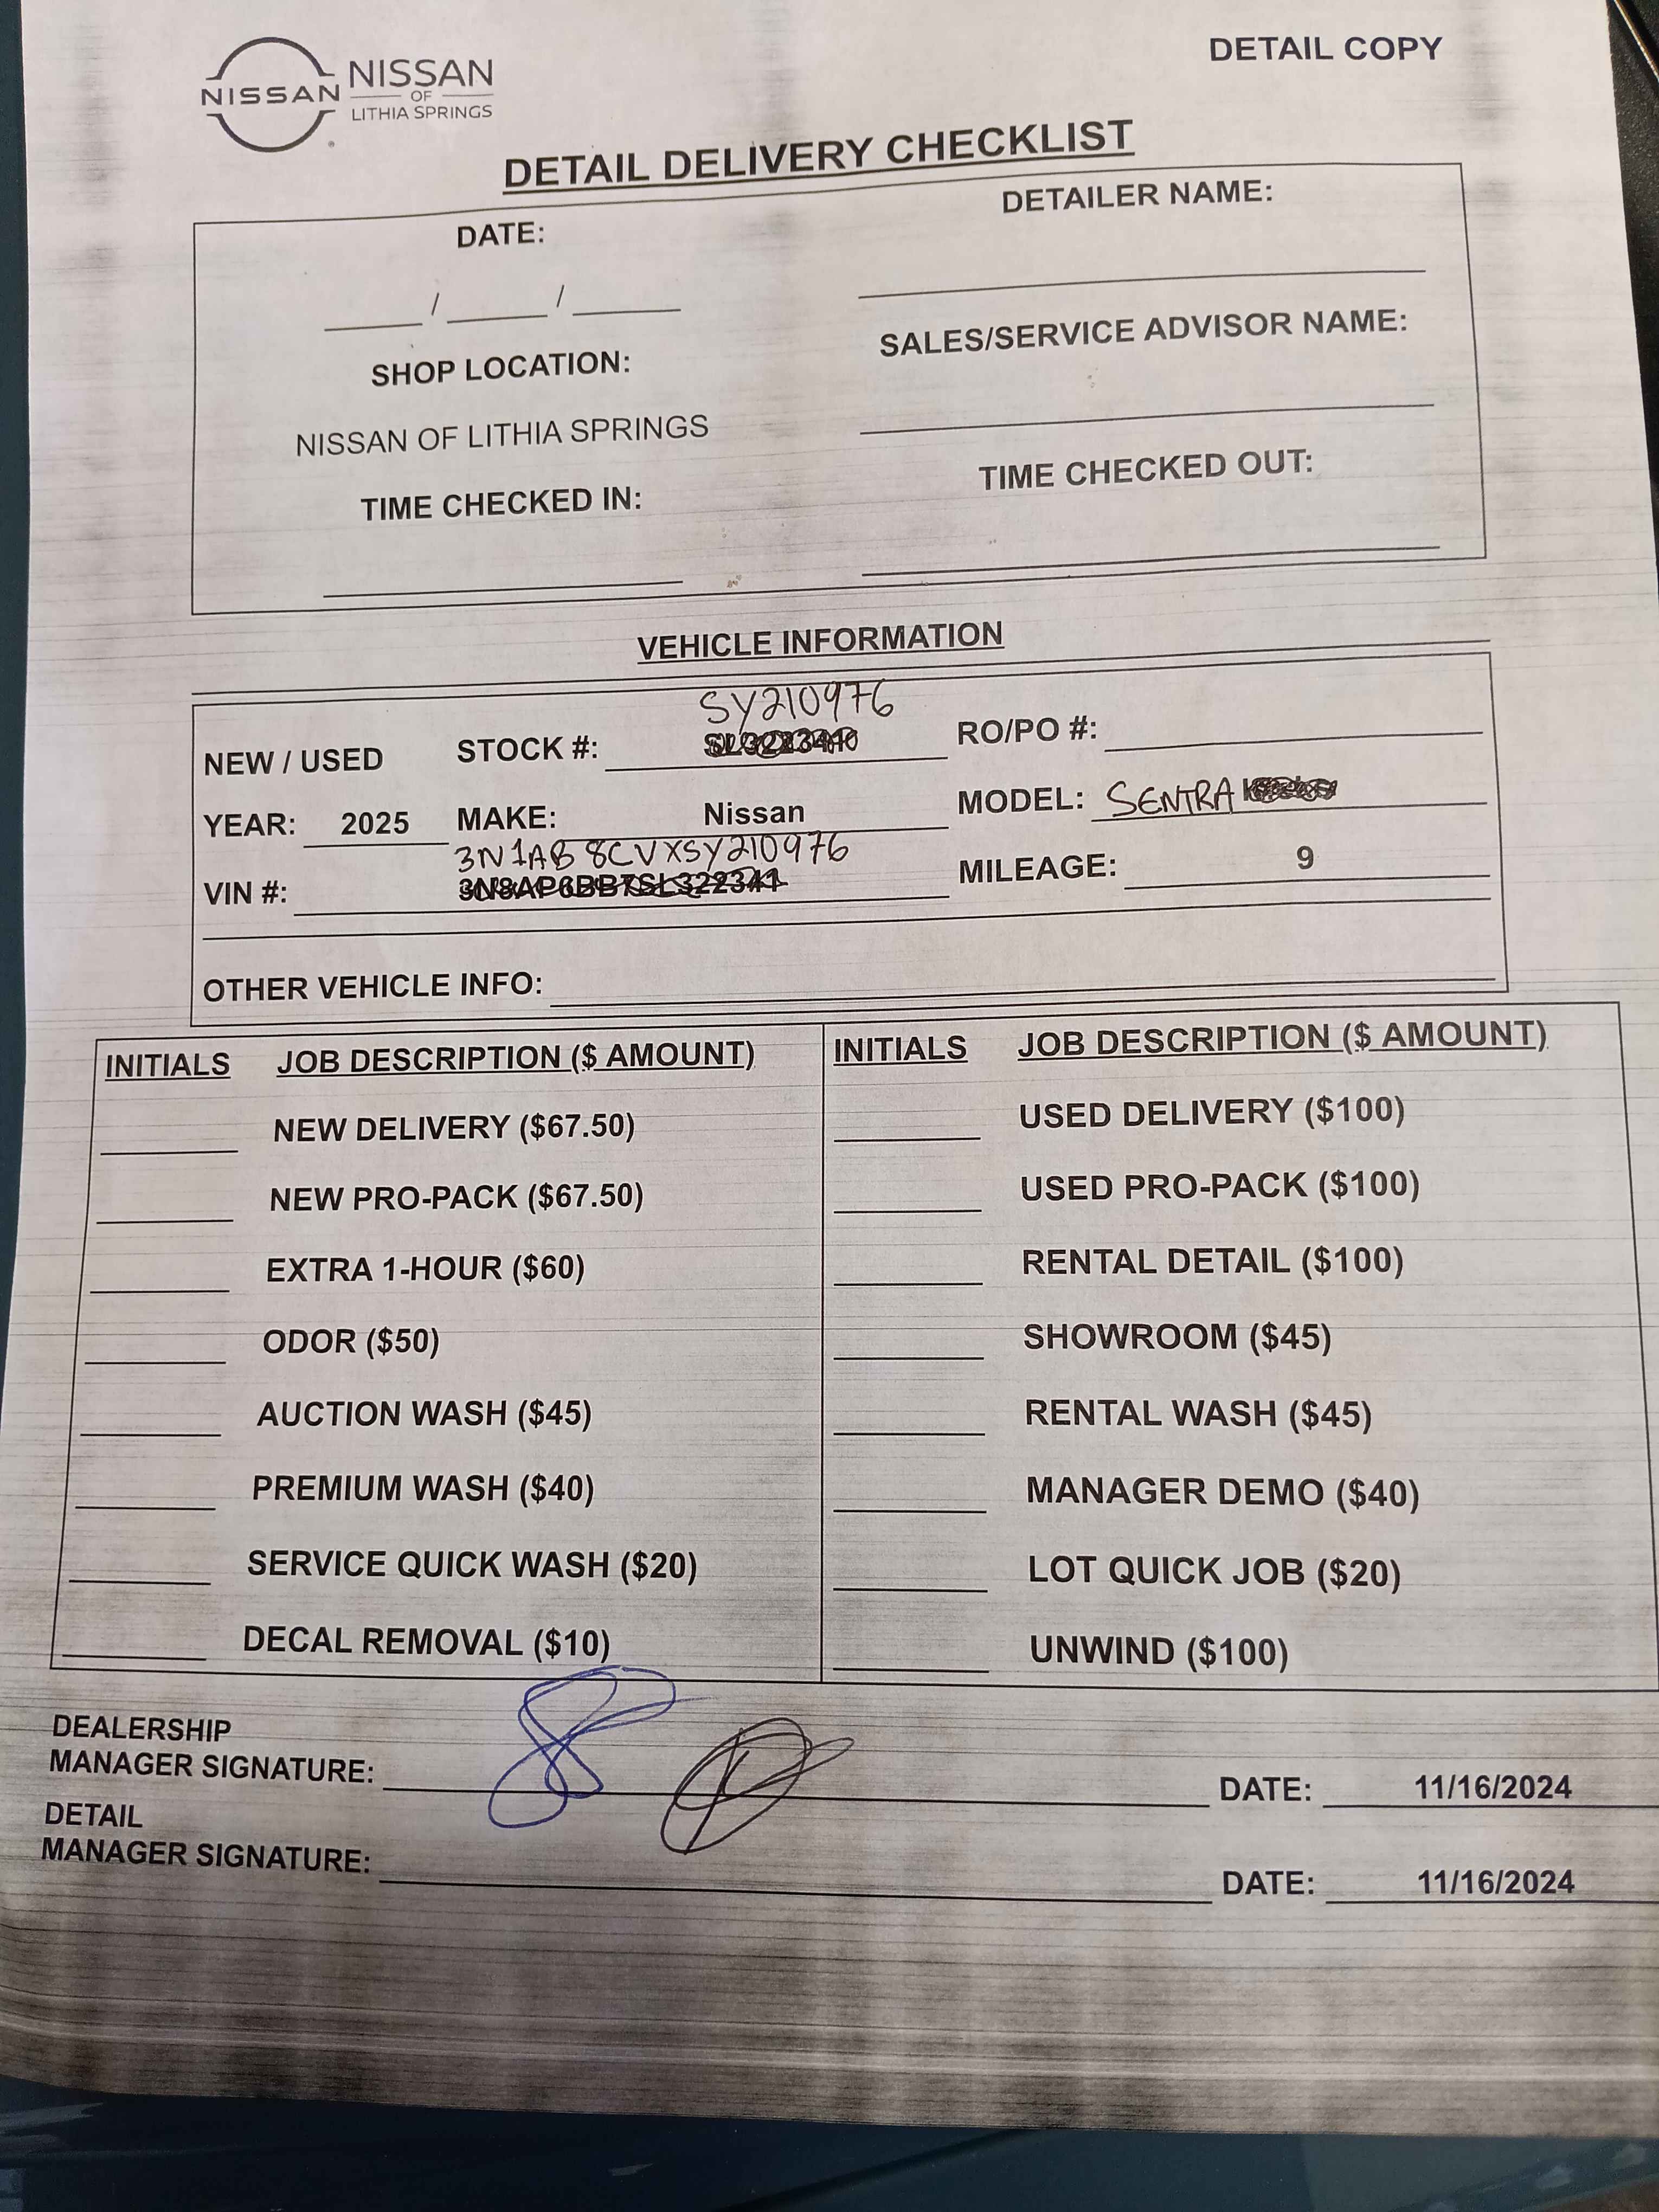 DETAIL COPY
NISSAN
NISSAN
OF
LITHIA SPRINGS
DETAIL DELIVERY CHECKLIST
DATE:
DETAILER NAME:
/ /
SHOP LOCATION:
SALES/SERVICE ADVISOR NAME:
NISSAN OF LITHIA SPRINGS
TIME CHECKED IN:
TIME CHECKED OUT:
VEHICLE INFORMATION
SY210976
NEW / USED STOCK #: RO/PO #:
YEAR: 2025 MAKE: Nissan MODEL: SENTRA
3N1AB8CVXSY210976
VIN #: 3N8AP6BB7SL322341 MILEAGE: 9
OTHER VEHICLE INFO:
INITIALS JOB DESCRIPTION ($ AMOUNT) INITIALS JOB DESCRIPTION ($ AMOUNT)
NEW DELIVERY ($67.50) USED DELIVERY ($100)
NEW PRO-PACK ($67.50) USED PRO-PACK ($100)
EXTRA 1-HOUR ($60) RENTAL DETAIL ($100)
ODOR ($50) SHOWROOM ($45)
AUCTION WASH ($45) RENTAL WASH ($45)
PREMIUM WASH ($40) MANAGER DEMO ($40)
SERVICE QUICK WASH ($20) LOT QUICK JOB ($20)
DECAL REMOVAL ($10) UNWIND ($100)
DEALERSHIP
MANAGER SIGNATURE: DATE: 11/16/2024
DETAIL
MANAGER SIGNATURE: DATE: 11/16/2024